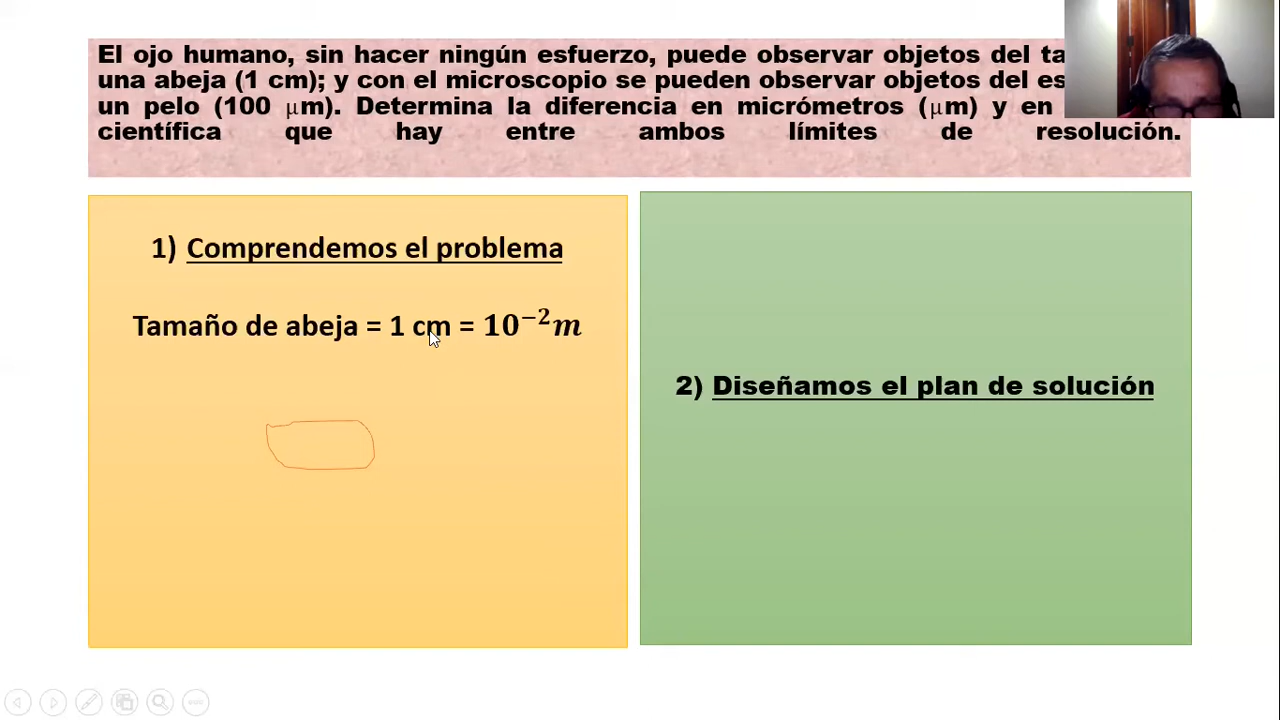 El ojo humano, sin hacer ningún esfuerzo, puede observar objetos del
una abeja (1 cm); y con el microscopio se pueden observar objetos del
un pelo (100 μm). Determina la diferencia en micrómetros (μm) y en
científica que hay entre ambos límites de resolución.
1) Comprendemos el problema
Tamaño de abeja = 1 cm = 10⁻² m
2) Diseñamos el plan de solución